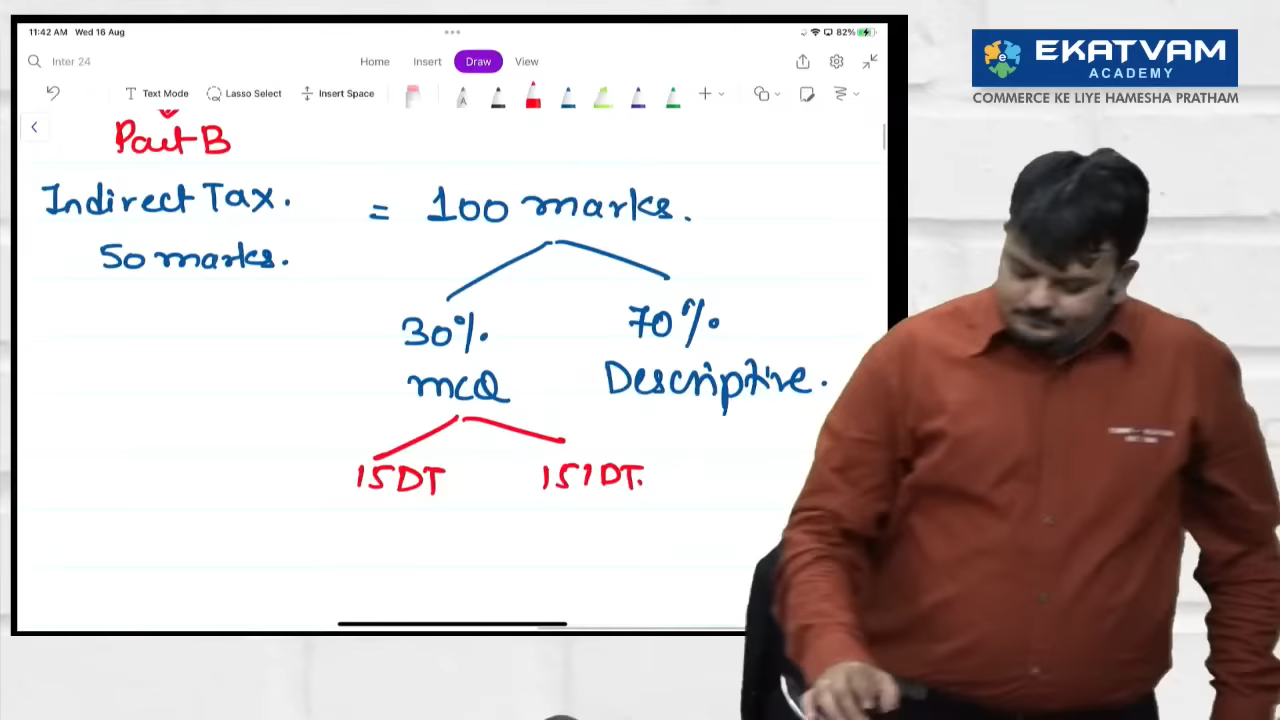 11:42 AM Wed 16 Aug
82%
Inter 24
Home Insert Draw View
Text Mode Lasso Select Insert Space
Part B
Indirect Tax.
50 marks.
= 100 marks.
30% 70%
mcQ Descriptive.
15 DT 15 IDT.
EKATVAM
ACADEMY
COMMERCE KE LIYE HAMESHA PRATHAM